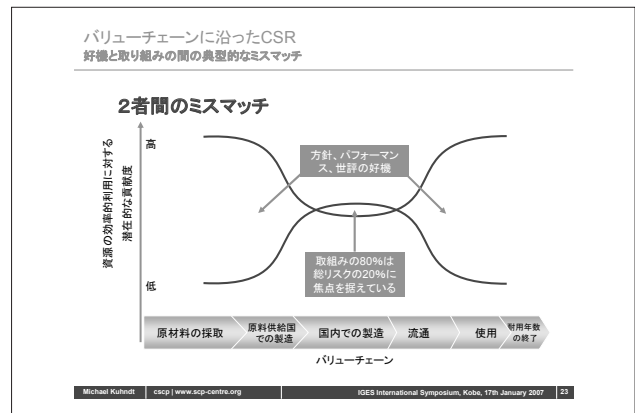 バリューチェーンに沿ったCSR
好機と取り組みの間の典型的なミスマッチ
2者間のミスマッチ
資源の効率的利用に対する
潜在的な貢献度
高
方針、パフォーマン
ス、世評の好機
取組みの80%は
総リスクの20%に
焦点を据えている
低
原材料の採取
原料供給国
での製造
国内での製造
流通
使用
耐用年数
の終了
バリューチェーン
Michael Kuhndt cscp | www.scp-centre.org IGES International Symposium, Kobe, 17th January 2007 23